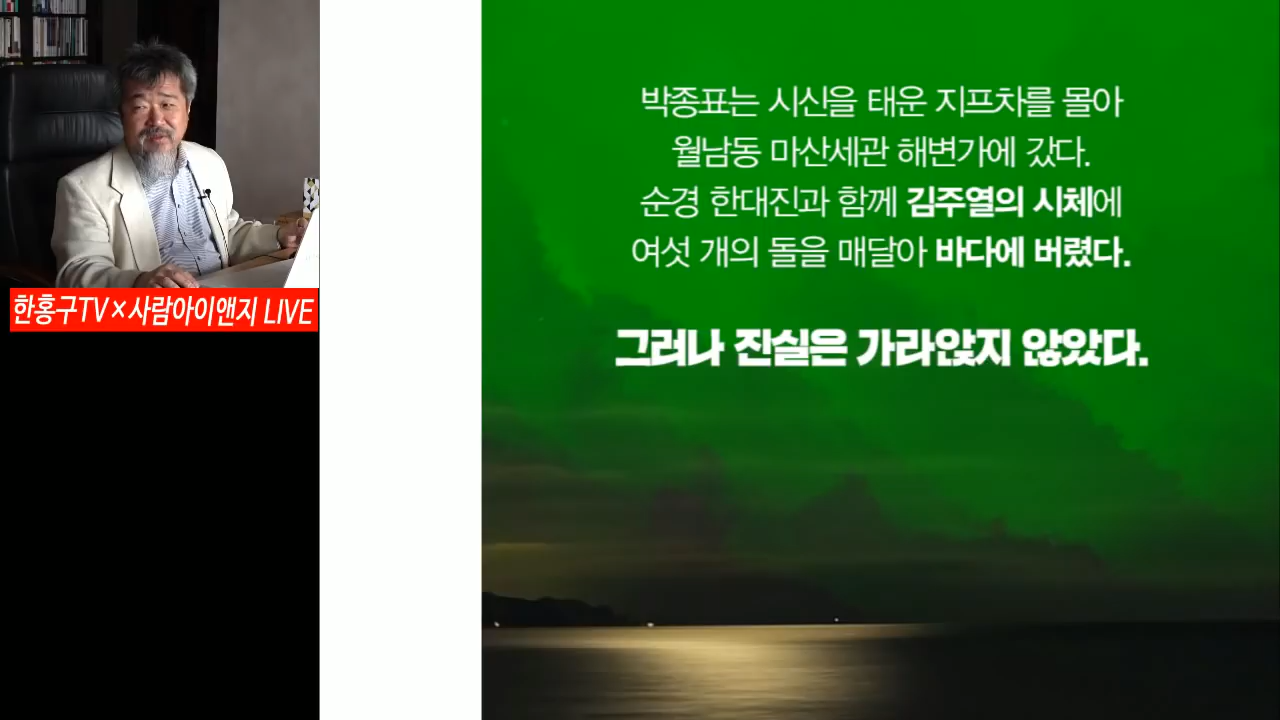 한홍구TV×사람아이앤지 LIVE
박종표는 시신을 태운 지프차를 몰아
월남동 마산세관 해변가에 갔다.
순경 한대진과 함께 김주열의 시체에
여섯 개의 돌을 매달아 바다에 버렸다.
그러나 진실은 가라앉지 않았다.